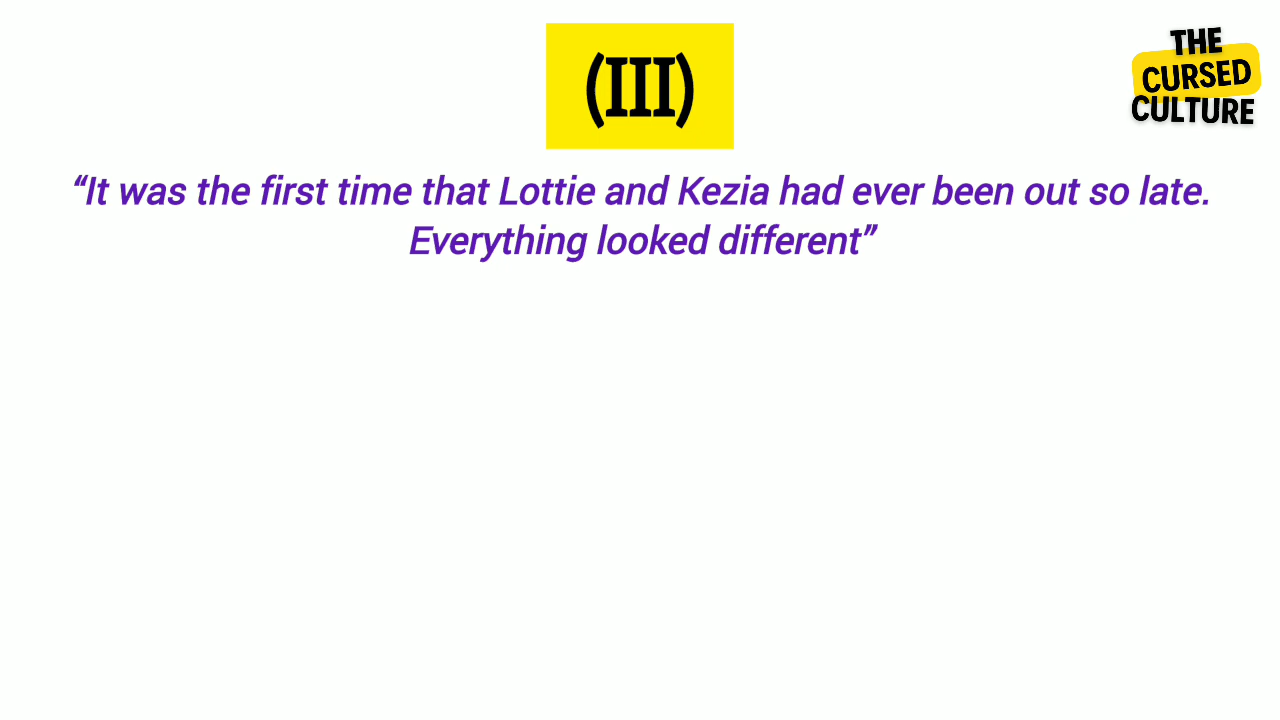 (III)
THE
CURSED
CULTURE
“It was the first time that Lottie and Kezia had ever been out so late.
Everything looked different”